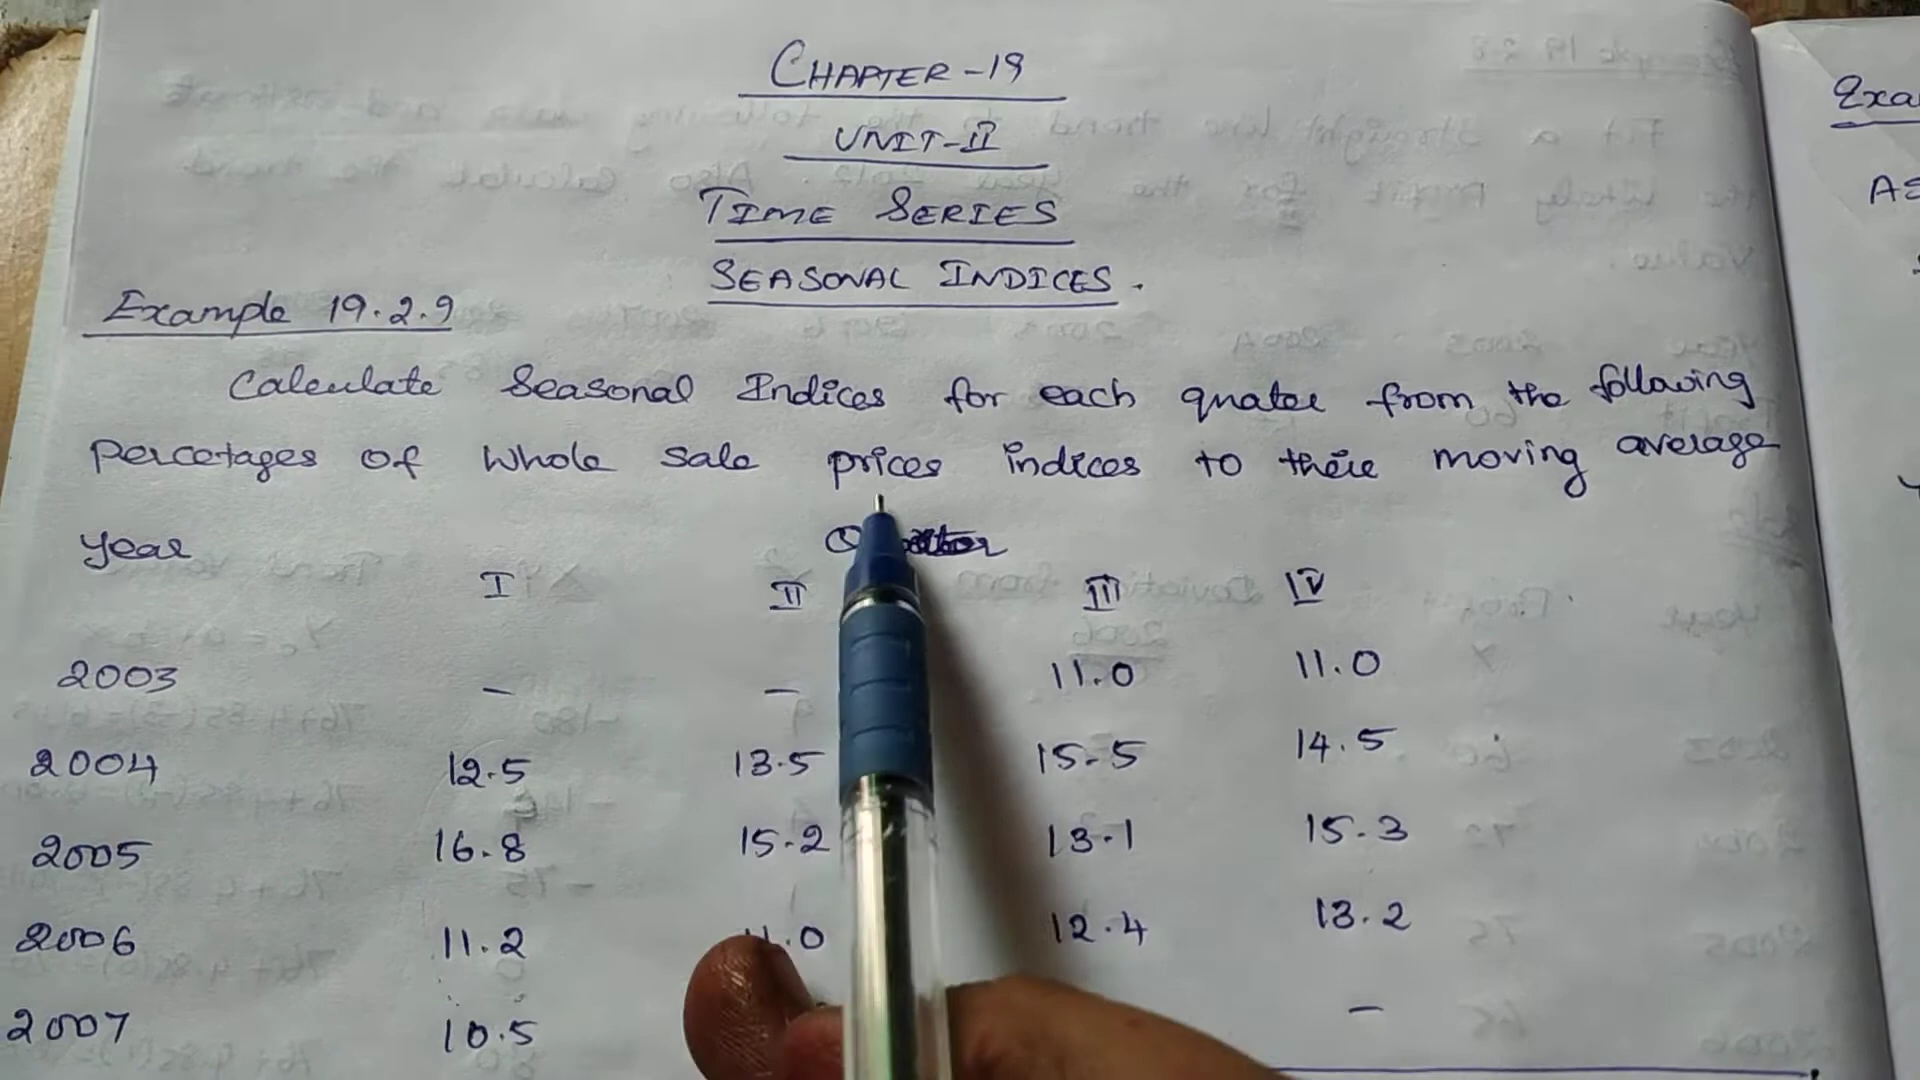 CHAPTER-19
UNIT-II
TIME SERIES
SEASONAL INDICES.
Example 19.2.9
Calculate Seasonal Indices for each quater from the following
Percetages of whole sale prices indices to their moving average
Year
I II III IV
2003 - - 11.0 11.0
2004 12.5 13.5 15.5 14.5
2005 16.8 15.2 13.1 15.3
2006 11.2 11.0 12.4 13.2
2007 10.5 -